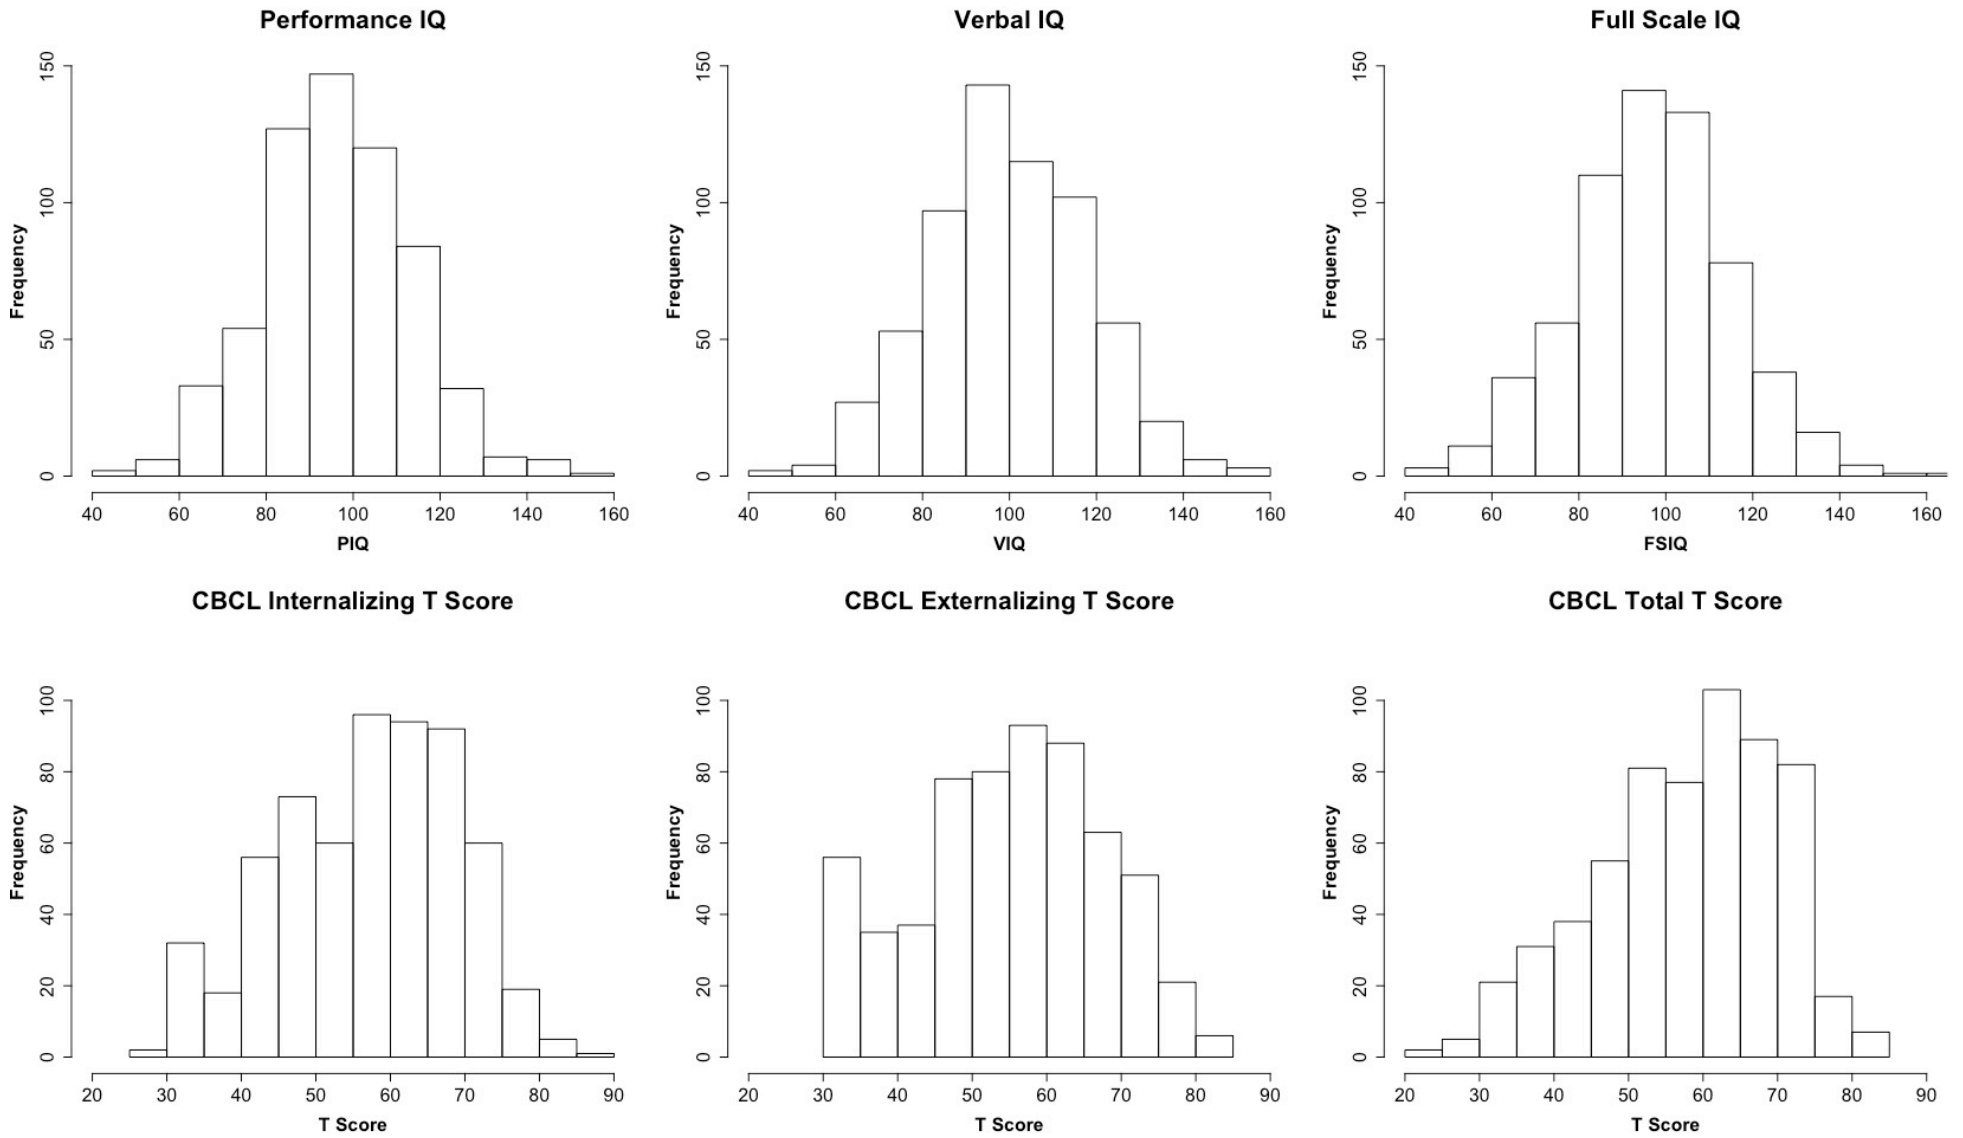 Performance IQ
Frequency
0 50 100 150
40 60 80 100 120 140 160
PIQ
Verbal IQ
Frequency
0 50 100 150
40 60 80 100 120 140 160
VIQ
Full Scale IQ
Frequency
0 50 100 150
40 60 80 100 120 140 160
FSIQ
CBCL Internalizing T Score
Frequency
0 20 40 60 80 100
20 30 40 50 60 70 80 90
T Score
CBCL Externalizing T Score
Frequency
0 20 40 60 80 100
20 30 40 50 60 70 80 90
T Score
CBCL Total T Score
Frequency
0 20 40 60 80 100
20 30 40 50 60 70 80 90
T Score